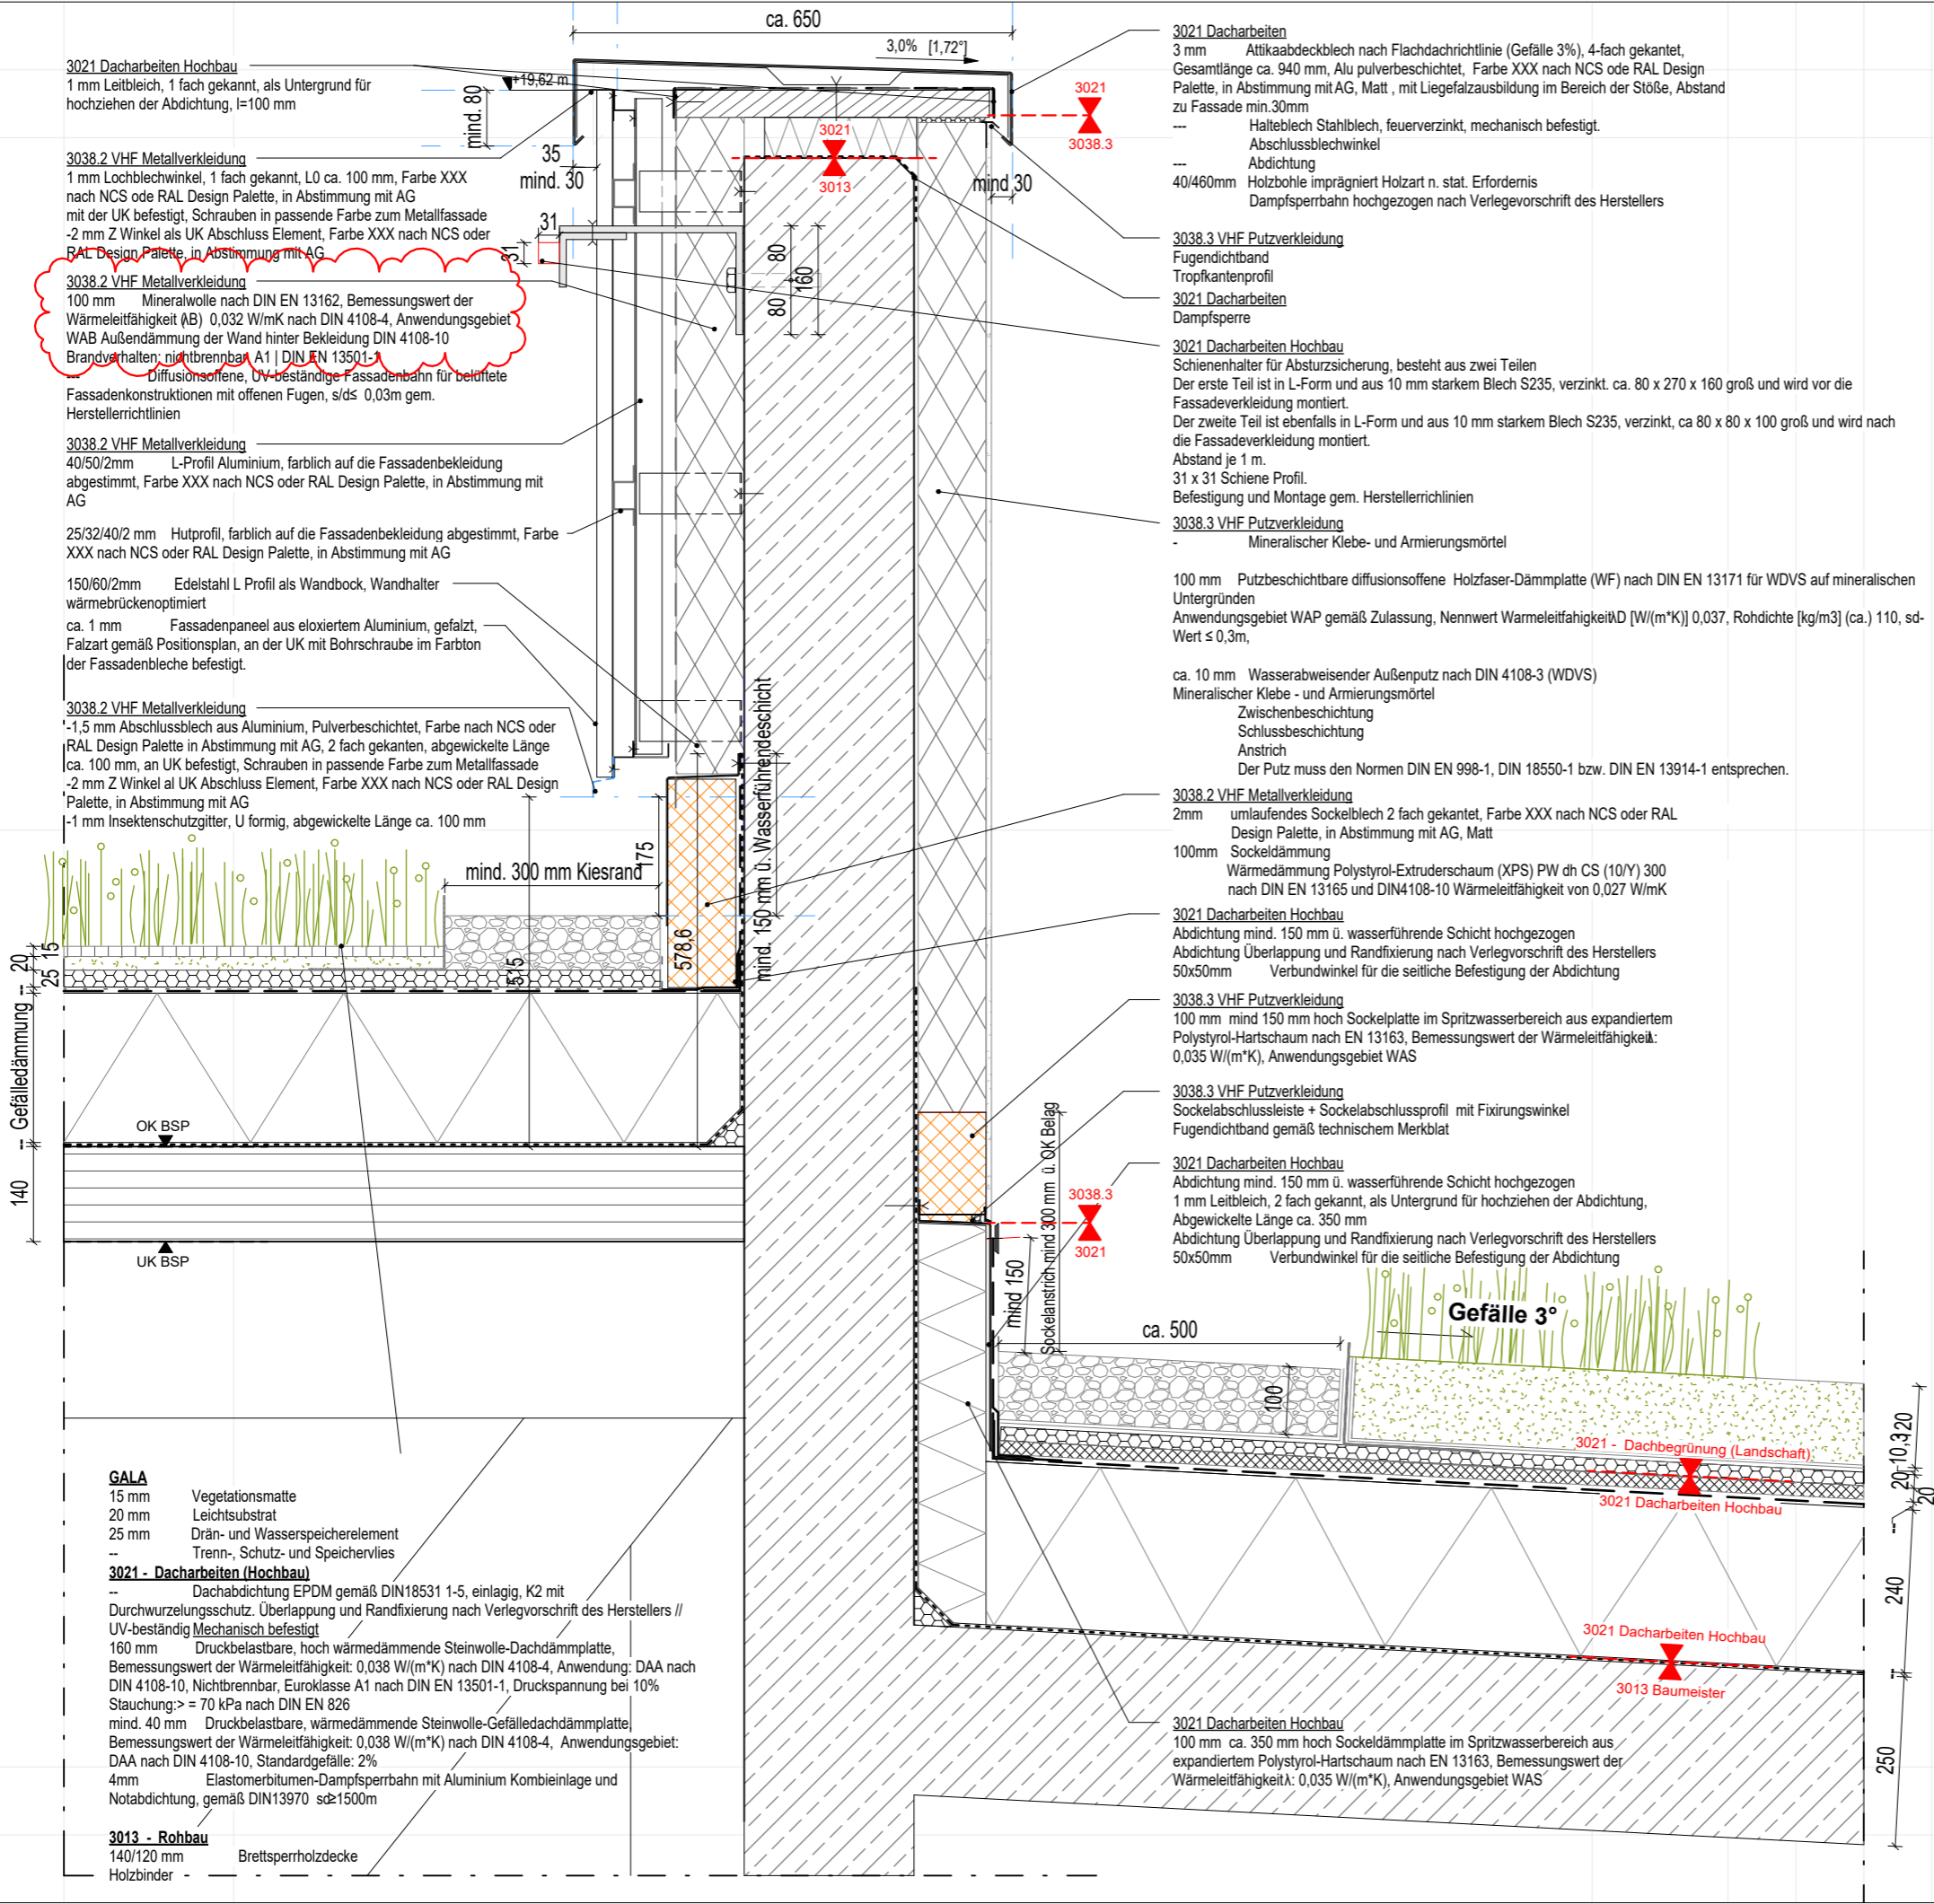 ca. 650
3,0% [1,72°]
+19,62 m
mind. 80
35
mind. 30
31
31
80
160
80
mind 30
3021
3013
3021
3038.3
3021 Dacharbeiten Hochbau
1 mm Leitbleich, 1 fach gekannt, als Untergrund für
hochziehen der Abdichtung, l=100 mm
3038.2 VHF Metallverkleidung
1 mm Lochblechwinkel, 1 fach gekannt, L0 ca. 100 mm, Farbe XXX
nach NCS ode RAL Design Palette, in Abstimmung mit AG
mit der UK befestigt, Schrauben in passende Farbe zum Metallfassade
-2 mm Z Winkel als UK Abschluss Element, Farbe XXX nach NCS oder
RAL Design Palette, in Abstimmung mit AG
3038.2 VHF Metallverkleidung
100 mm Mineralwolle nach DIN EN 13162, Bemessungswert der
Wärmeleitfähigkeit (λB) 0,032 W/mK nach DIN 4108-4, Anwendungsgebiet
WAB Außendämmung der Wand hinter Bekleidung DIN 4108-10
Brandverhalten: nichtbrennbar, A1 | DIN EN 13501-1
--- Diffusionsoffene, UV-beständige Fassadenbahn für belüftete
Fassadenkonstruktionen mit offenen Fugen, s/d≤ 0,03m gem.
Herstellerrichtlinien
3038.2 VHF Metallverkleidung
40/50/2mm L-Profil Aluminium, farblich auf die Fassadenbekleidung
abgestimmt, Farbe XXX nach NCS oder RAL Design Palette, in Abstimmung mit
AG
25/32/40/2 mm Hutprofil, farblich auf die Fassadenbekleidung abgestimmt, Farbe
XXX nach NCS oder RAL Design Palette, in Abstimmung mit AG
150/60/2mm Edelstahl L Profil als Wandbock, Wandhalter
wärmebrückenoptimiert
ca. 1 mm Fassadenpaneel aus eloxiertem Aluminium, gefalzt,
Falzart gemäß Positionsplan, an der UK mit Bohrschraube im Farbton
der Fassadenbleche befestigt.
3038.2 VHF Metallverkleidung
-1,5 mm Abschlussblech aus Aluminium, Pulverbeschichtet, Farbe nach NCS oder
RAL Design Palette in Abstimmung mit AG, 2 fach gekanten, abgewickelte Länge
ca. 100 mm, an UK befestigt, Schrauben in passende Farbe zum Metallfassade
-2 mm Z Winkel al UK Abschluss Element, Farbe XXX nach NCS oder RAL Design
Palette, in Abstimmung mit AG
-1 mm Insektenschutzgitter, U formig, abgewickelte Länge ca. 100 mm
mind. 300 mm Kiesrand
175
mind. 150 mm ü. Wasserführendeschicht
578,6
515
15
20
25
--
Gefälledämmung
--
140
OK BSP
UK BSP
GALA
15 mm Vegetationsmatte
20 mm Leichtsubstrat
25 mm Drän- und Wasserspeicherelement
-- Trenn-, Schutz- und Speichervlies
3021 - Dacharbeiten (Hochbau)
-- Dachabdichtung EPDM gemäß DIN18531 1-5, einlagig, K2 mit
Durchwurzelungsschutz. Überlappung und Randfixierung nach Verlegvorschrift des Herstellers //
UV-beständig Mechanisch befestigt
160 mm Druckbelastbare, hoch wärmedämmende Steinwolle-Dachdämmplatte,
Bemessungswert der Wärmeleitfähigkeit: 0,038 W/(m*K) nach DIN 4108-4, Anwendung: DAA nach
DIN 4108-10, Nichtbrennbar, Euroklasse A1 nach DIN EN 13501-1, Druckspannung bei 10%
Stauchung:> = 70 kPa nach DIN EN 826
mind. 40 mm Druckbelastbare, wärmedämmende Steinwolle-Gefälledachdämmplatte,
Bemessungswert der Wärmeleitfähigkeit: 0,038 W/(m*K) nach DIN 4108-4, Anwendungsgebiet:
DAA nach DIN 4108-10, Standardgefälle: 2%
4mm Elastomerbitumen-Dampfsperrbahn mit Aluminium Kombieinlage und
Notabdichtung, gemäß DIN13970 sd≥1500m
3013 - Rohbau
140/120 mm Brettsperrholzdecke
Holzbinder
3021 Dacharbeiten
3 mm Attikaabdeckblech nach Flachdachrichtlinie (Gefälle 3%), 4-fach gekantet,
Gesamtlänge ca. 940 mm, Alu pulverbeschichtet, Farbe XXX nach NCS oder RAL Design
Palette, in Abstimmung mit AG, Matt , mit Liegefalzausbildung im Bereich der Stöße, Abstand
zu Fassade min.30mm
--- Halteblech Stahlblech, feuerverzinkt, mechanisch befestigt.
Abschlussblechwinkel
--- Abdichtung
40/460mm Holzbohle imprägniert Holzart n. stat. Erfordernis
Dampfsperrbahn hochgezogen nach Verlegevorschrift des Herstellers
3038.3 VHF Putzverkleidung
Fugendichtband
Tropfkantenprofil
3021 Dacharbeiten
Dampfsperre
3021 Dacharbeiten Hochbau
Schienenhalter für Absturzsicherung, besteht aus zwei Teilen
Der erste Teil ist in L-Form und aus 10 mm starkem Blech S235, verzinkt. ca. 80 x 270 x 160 groß und wird vor die
Fassadeverkleidung montiert.
Der zweite Teil ist ebenfalls in L-Form und aus 10 mm starkem Blech S235, verzinkt, ca 80 x 80 x 100 groß und wird nach
die Fassadeverkleidung montiert.
Abstand je 1 m.
31 x 31 Schiene Profil.
Befestigung und Montage gem. Herstellerrichlinien
3038.3 VHF Putzverkleidung
- Mineralischer Klebe- und Armierungsmörtel
100 mm Putzbeschichtbare diffusionsoffene Holzfaser-Dämmplatte (WF) nach DIN EN 13171 für WDVS auf mineralischen
Untergründen
Anwendungsgebiet WAP gemäß Zulassung, Nennwert WarmeleitfahigkeitλD [W/(m*K)] 0,037, Rohdichte [kg/m3] (ca.) 110, sd-
Wert ≤ 0,3m,
ca. 10 mm Wasserabweisender Außenputz nach DIN 4108-3 (WDVS)
Mineralischer Klebe - und Armierungsmörtel
Zwischenbeschichtung
Schlussbeschichtung
Anstrich
Der Putz muss den Normen DIN EN 998-1, DIN 18550-1 bzw. DIN EN 13914-1 entsprechen.
3038.2 VHF Metallverkleidung
2mm umlaufendes Sockelblech 2 fach gekantet, Farbe XXX nach NCS oder RAL
Design Palette, in Abstimmung mit AG, Matt
100mm Sockeldämmung
Wärmedämmung Polystyrol-Extruderschaum (XPS) PW dh CS (10/Y) 300
nach DIN EN 13165 und DIN4108-10 Wärmeleitfähigkeit von 0,027 W/mK
3021 Dacharbeiten Hochbau
Abdichtung mind. 150 mm ü. wasserführende Schicht hochgezogen
Abdichtung Überlappung und Randfixierung nach Verlegevorschrift des Herstellers
50x50mm Verbundwinkel für die seitliche Befestigung der Abdichtung
3038.3 VHF Putzverkleidung
100 mm mind 150 mm hoch Sockelplatte im Spritzwasserbereich aus expandiertem
Polystyrol-Hartschaum nach EN 13163, Bemessungswert der Wärmeleitfähigkeitλ:
0,035 W/(m*K), Anwendungsgebiet WAS
3038.3 VHF Putzverkleidung
Sockelabschlussleiste + Sockelabschlussprofil mit Fixirungswinkel
Fugendichtband gemäß technischem Merkblat
3021 Dacharbeiten Hochbau
Abdichtung mind. 150 mm ü. wasserführende Schicht hochgezogen
1 mm Leitbleich, 2 fach gekannt, als Untergrund für hochziehen der Abdichtung,
Abgewickelte Länge ca. 350 mm
Abdichtung Überlappung und Randfixierung nach Verlegvorschrift des Herstellers
50x50mm Verbundwinkel für die seitliche Befestigung der Abdichtung
3038.3
3021
Sockelanstrich mind 300 mm ü. OK Belag
mind 150
ca. 500
100
Gefälle 3°
3021 - Dachbegrünung (Landschaft)
3021 Dacharbeiten Hochbau
120
10,3
20
20
--
240
--
250
3021 Dacharbeiten Hochbau
3013 Baumeister
3021 Dacharbeiten Hochbau
100 mm ca. 350 mm hoch Sockeldämmplatte im Spritzwasserbereich aus
expandiertem Polystyrol-Hartschaum nach EN 13163, Bemessungswert der
Wärmeleitfähigkeitλ: 0,035 W/(m*K), Anwendungsgebiet WAS